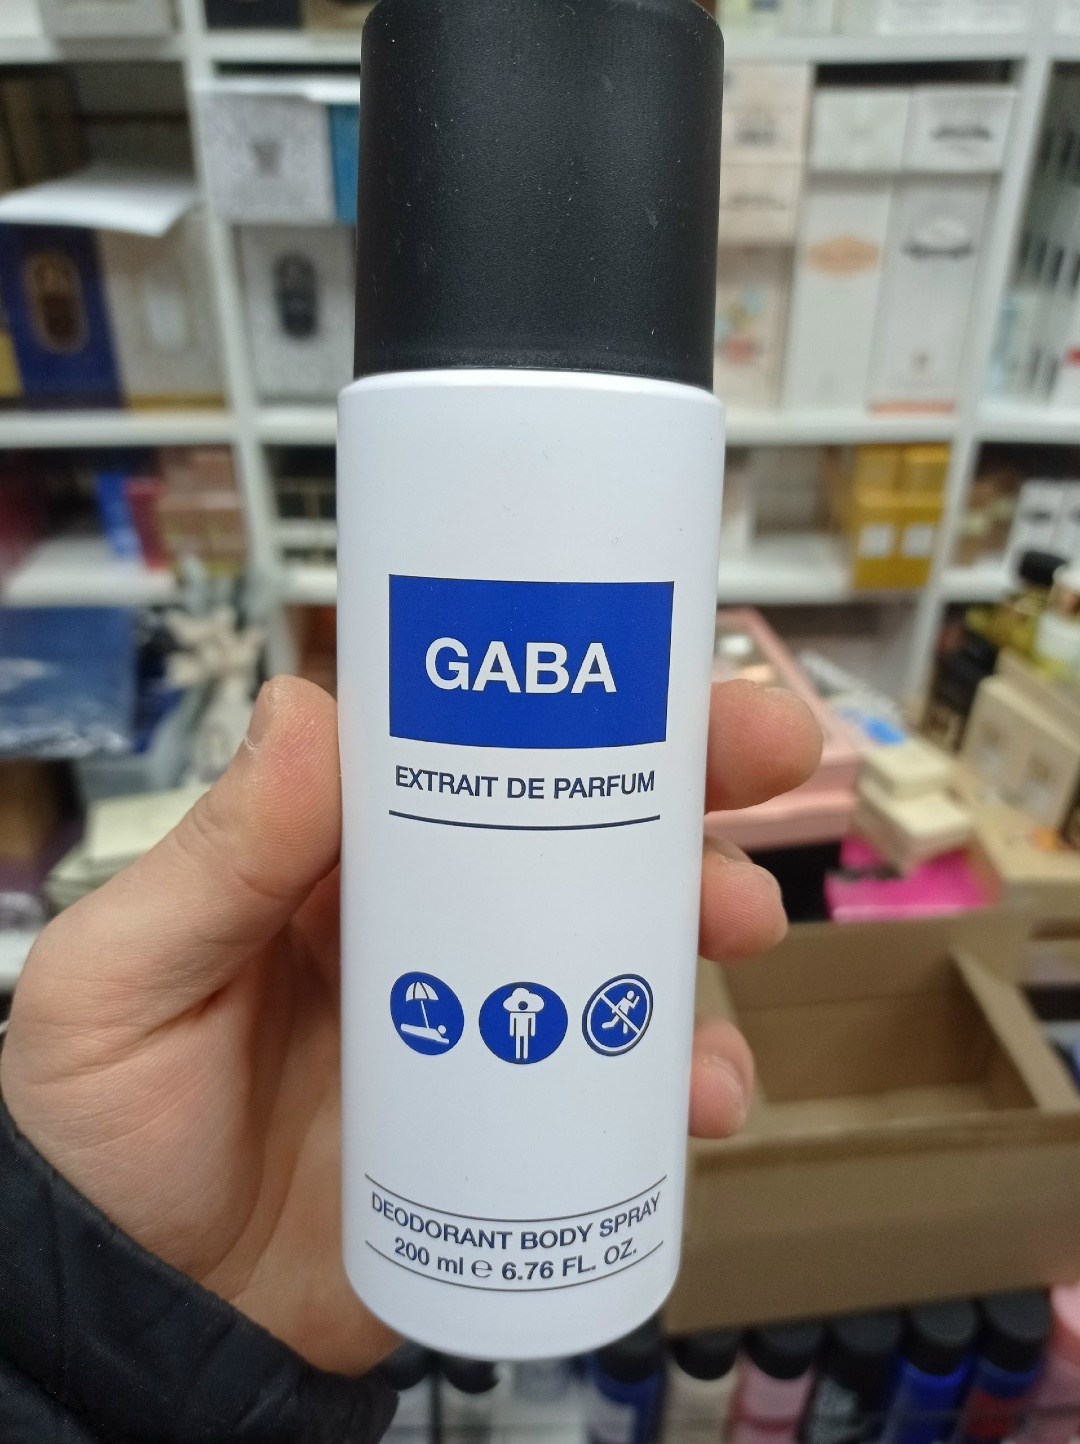 GABA
EXTRAIT DE PARFUM
DEODORANT BODY SPRAY
200 ml ℮ 6.76 FL. OZ.